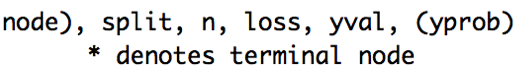 node), split, n, loss, yval, (yprob)
* denotes terminal node